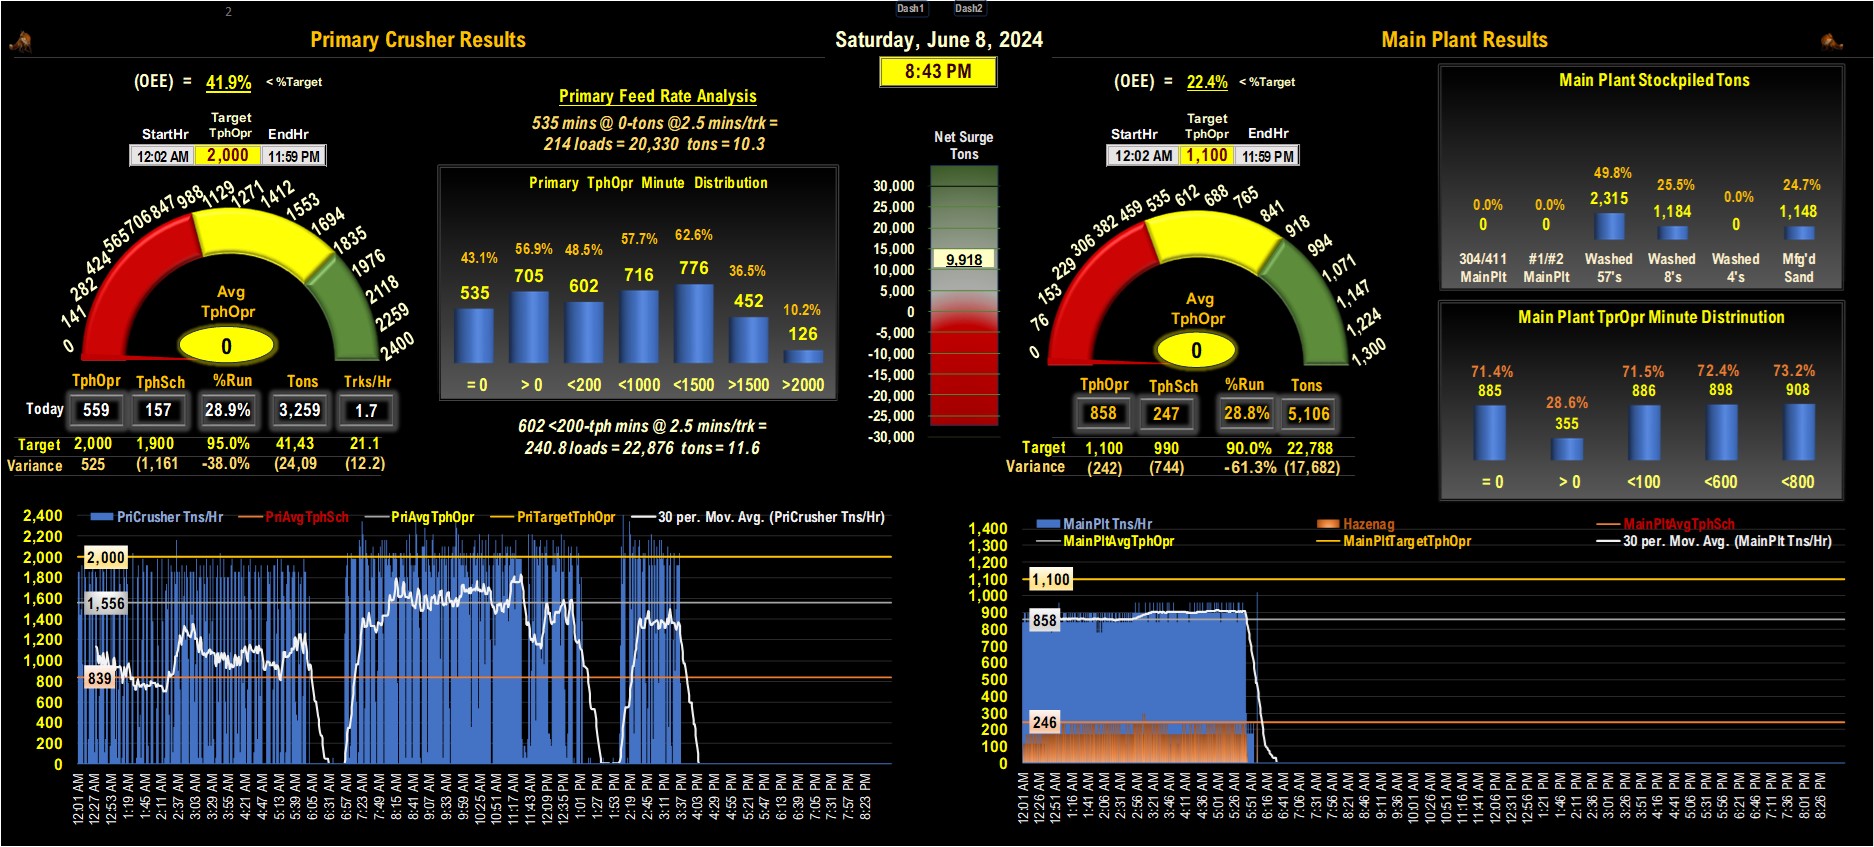 2
Dash1 Dash2
Primary Crusher Results
Saturday, June 8, 2024
Main Plant Results
8:43 PM
(OEE) = 41.9% < %Target
Target
StartHr TphOpr EndHr
12:02 AM 2,000 11:59 PM
0 141 282 424 565 706 847 988 1129 1271 1412 1553 1694 1835 1976 2118 2259 2400
Avg
TphOpr
0
TphOpr TphSch %Run Tons Trks/Hr
Today 559 157 28.9% 3,259 1.7
Target 2,000 1,900 95.0% 41,43 21.1
Variance 525 (1,161 -38.0% (24,09 (12.2)
Primary Feed Rate Analysis
535 mins @ 0-tons @2.5 mins/trk =
214 loads = 20,330 tons = 10.3
Primary TphOpr Minute Distribution
43.1% 56.9% 48.5% 57.7% 62.6% 36.5% 10.2%
535 705 602 716 776 452 126
= 0 > 0 <200 <1000 <1500 >1500 >2000
602 <200-tph mins @ 2.5 mins/trk =
240.8 loads = 22,876 tons = 11.6
Net Surge
Tons
30,000
25,000
20,000
15,000
9,918
10,000
5,000
0
-5,000
-10,000
-15,000
-20,000
-25,000
-30,000
(OEE) = 22.4% < %Target
Target
StartHr TphOpr EndHr
12:02 AM 1,100 11:59 PM
0 76 153 229 306 382 459 535 612 688 765 841 918 994 1,071 1,147 1,224 1,300
Avg
TphOpr
0
TphOpr TphSch %Run Tons
858 247 28.8% 5,106
Target 1,100 990 90.0% 22,788
Variance (242) (744) -61.3% (17,682)
Main Plant Stockpiled Tons
0.0% 0.0% 49.8% 25.5% 0.0% 24.7%
0 0 2,315 1,184 0 1,148
304/411 #1/#2 Washed Washed Washed Mfg'd
MainPlt MainPlt 57's 8's 4's Sand
Main Plant TprOpr Minute Distrinution
71.4% 28.6% 71.5% 72.4% 73.2%
885 355 886 898 908
= 0 > 0 <100 <600 <800
PriCrusher Tns/Hr PriAvgTphSch PriAvgTphOpr PriTargetTphOpr 30 per. Mov. Avg. (PriCrusher Tns/Hr)
2,400
2,200
2,000 2,000
1,800
1,600 1,556
1,400
1,200
1,000
800 839
600
400
200
0
12:01 AM 12:27 AM 12:53 AM 1:19 AM 1:45 AM 2:11 AM 2:37 AM 3:03 AM 3:29 AM 3:55 AM 4:21 AM 4:47 AM 5:13 AM 5:39 AM 6:05 AM 6:31 AM 6:57 AM 7:23 AM 7:49 AM 8:15 AM 8:41 AM 9:07 AM 9:33 AM 9:59 AM 10:25 AM 10:51 AM 11:17 AM 11:43 AM 12:09 PM 12:35 PM 1:01 PM 1:27 PM 1:53 PM 2:19 PM 2:45 PM 3:11 PM 3:37 PM 4:03 PM 4:29 PM 4:55 PM 5:21 PM 5:47 PM 6:13 PM 6:39 PM 7:05 PM 7:31 PM 7:57 PM 8:23 PM
MainPlt Tns/Hr Hazenag MainPltAvgTphSch
MainPltAvgTphOpr MainPltTargetTphOpr 30 per. Mov. Avg. (MainPlt Tns/Hr)
1,400
1,300
1,200
1,100 1,100
1,000
900
800 858
700
600
500
400
300
200 246
100
0
12:01 AM 12:26 AM 12:51 AM 1:16 AM 1:41 AM 2:06 AM 2:31 AM 2:56 AM 3:21 AM 3:46 AM 4:11 AM 4:36 AM 5:01 AM 5:26 AM 5:51 AM 6:16 AM 6:41 AM 7:06 AM 7:31 AM 7:56 AM 8:21 AM 8:46 AM 9:11 AM 9:36 AM 10:01 AM 10:26 AM 10:51 AM 11:16 AM 11:41 AM 12:06 PM 12:31 PM 12:56 PM 1:21 PM 1:46 PM 2:11 PM 2:36 PM 3:01 PM 3:26 PM 3:51 PM 4:16 PM 4:41 PM 5:06 PM 5:31 PM 5:56 PM 6:21 PM 6:46 PM 7:11 PM 7:36 PM 8:01 PM 8:26 PM